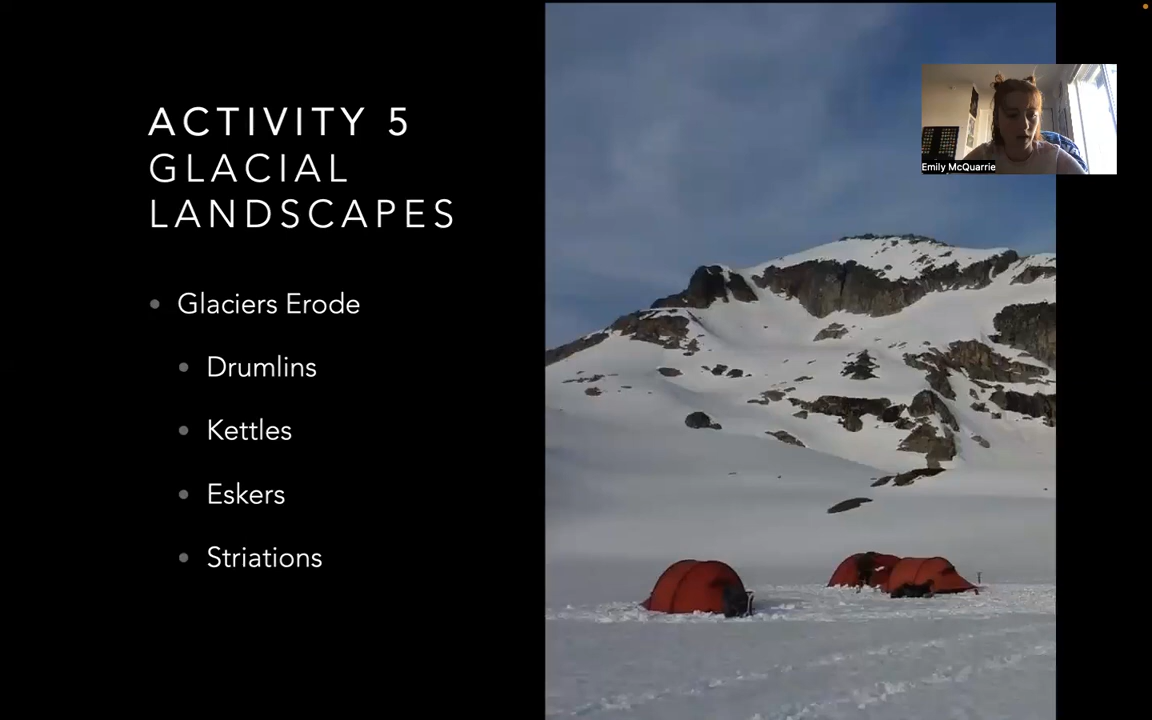 ACTIVITY 5
GLACIAL
LANDSCAPES
Glaciers Erode
Drumlins
Kettles
Eskers
Striations
Emily McQuarrie